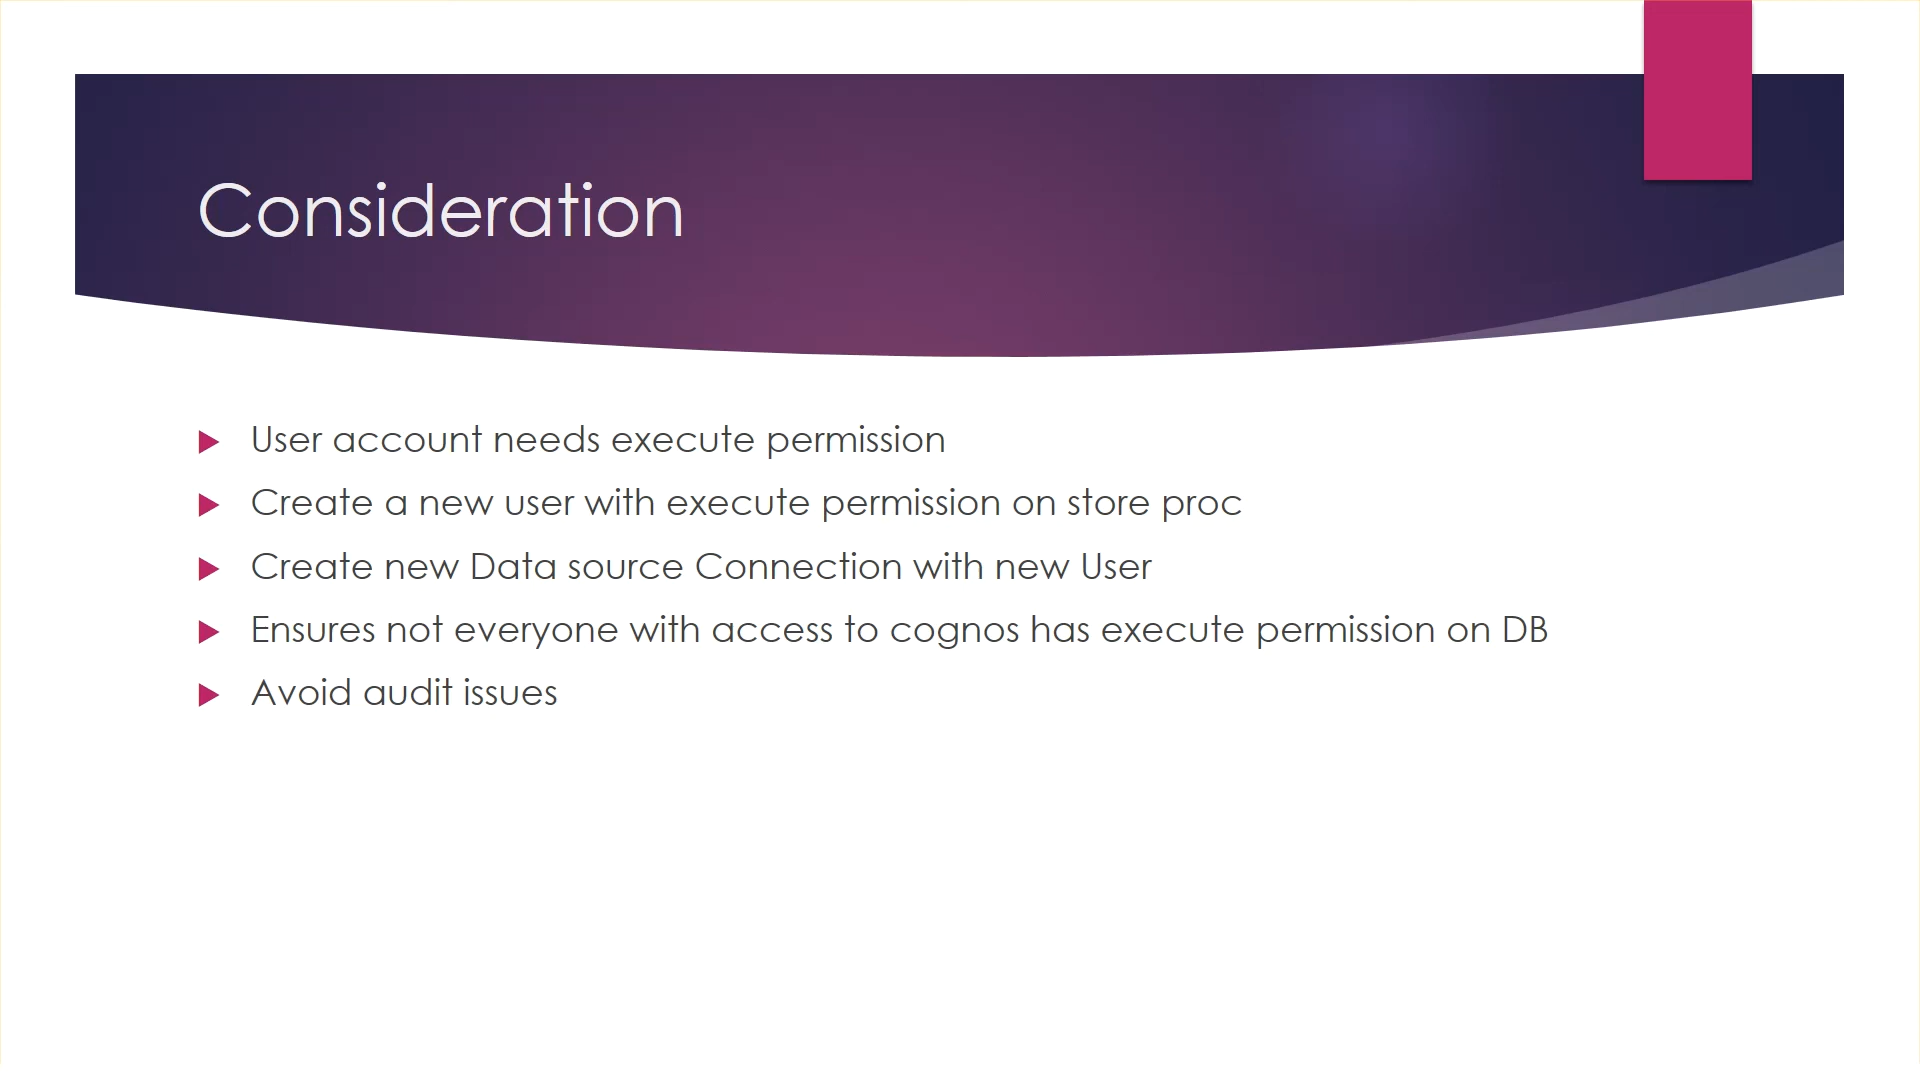 Consideration
User account needs execute permission
Create a new user with execute permission on store proc
Create new Data source Connection with new User
Ensures not everyone with access to cognos has execute permission on DB
Avoid audit issues